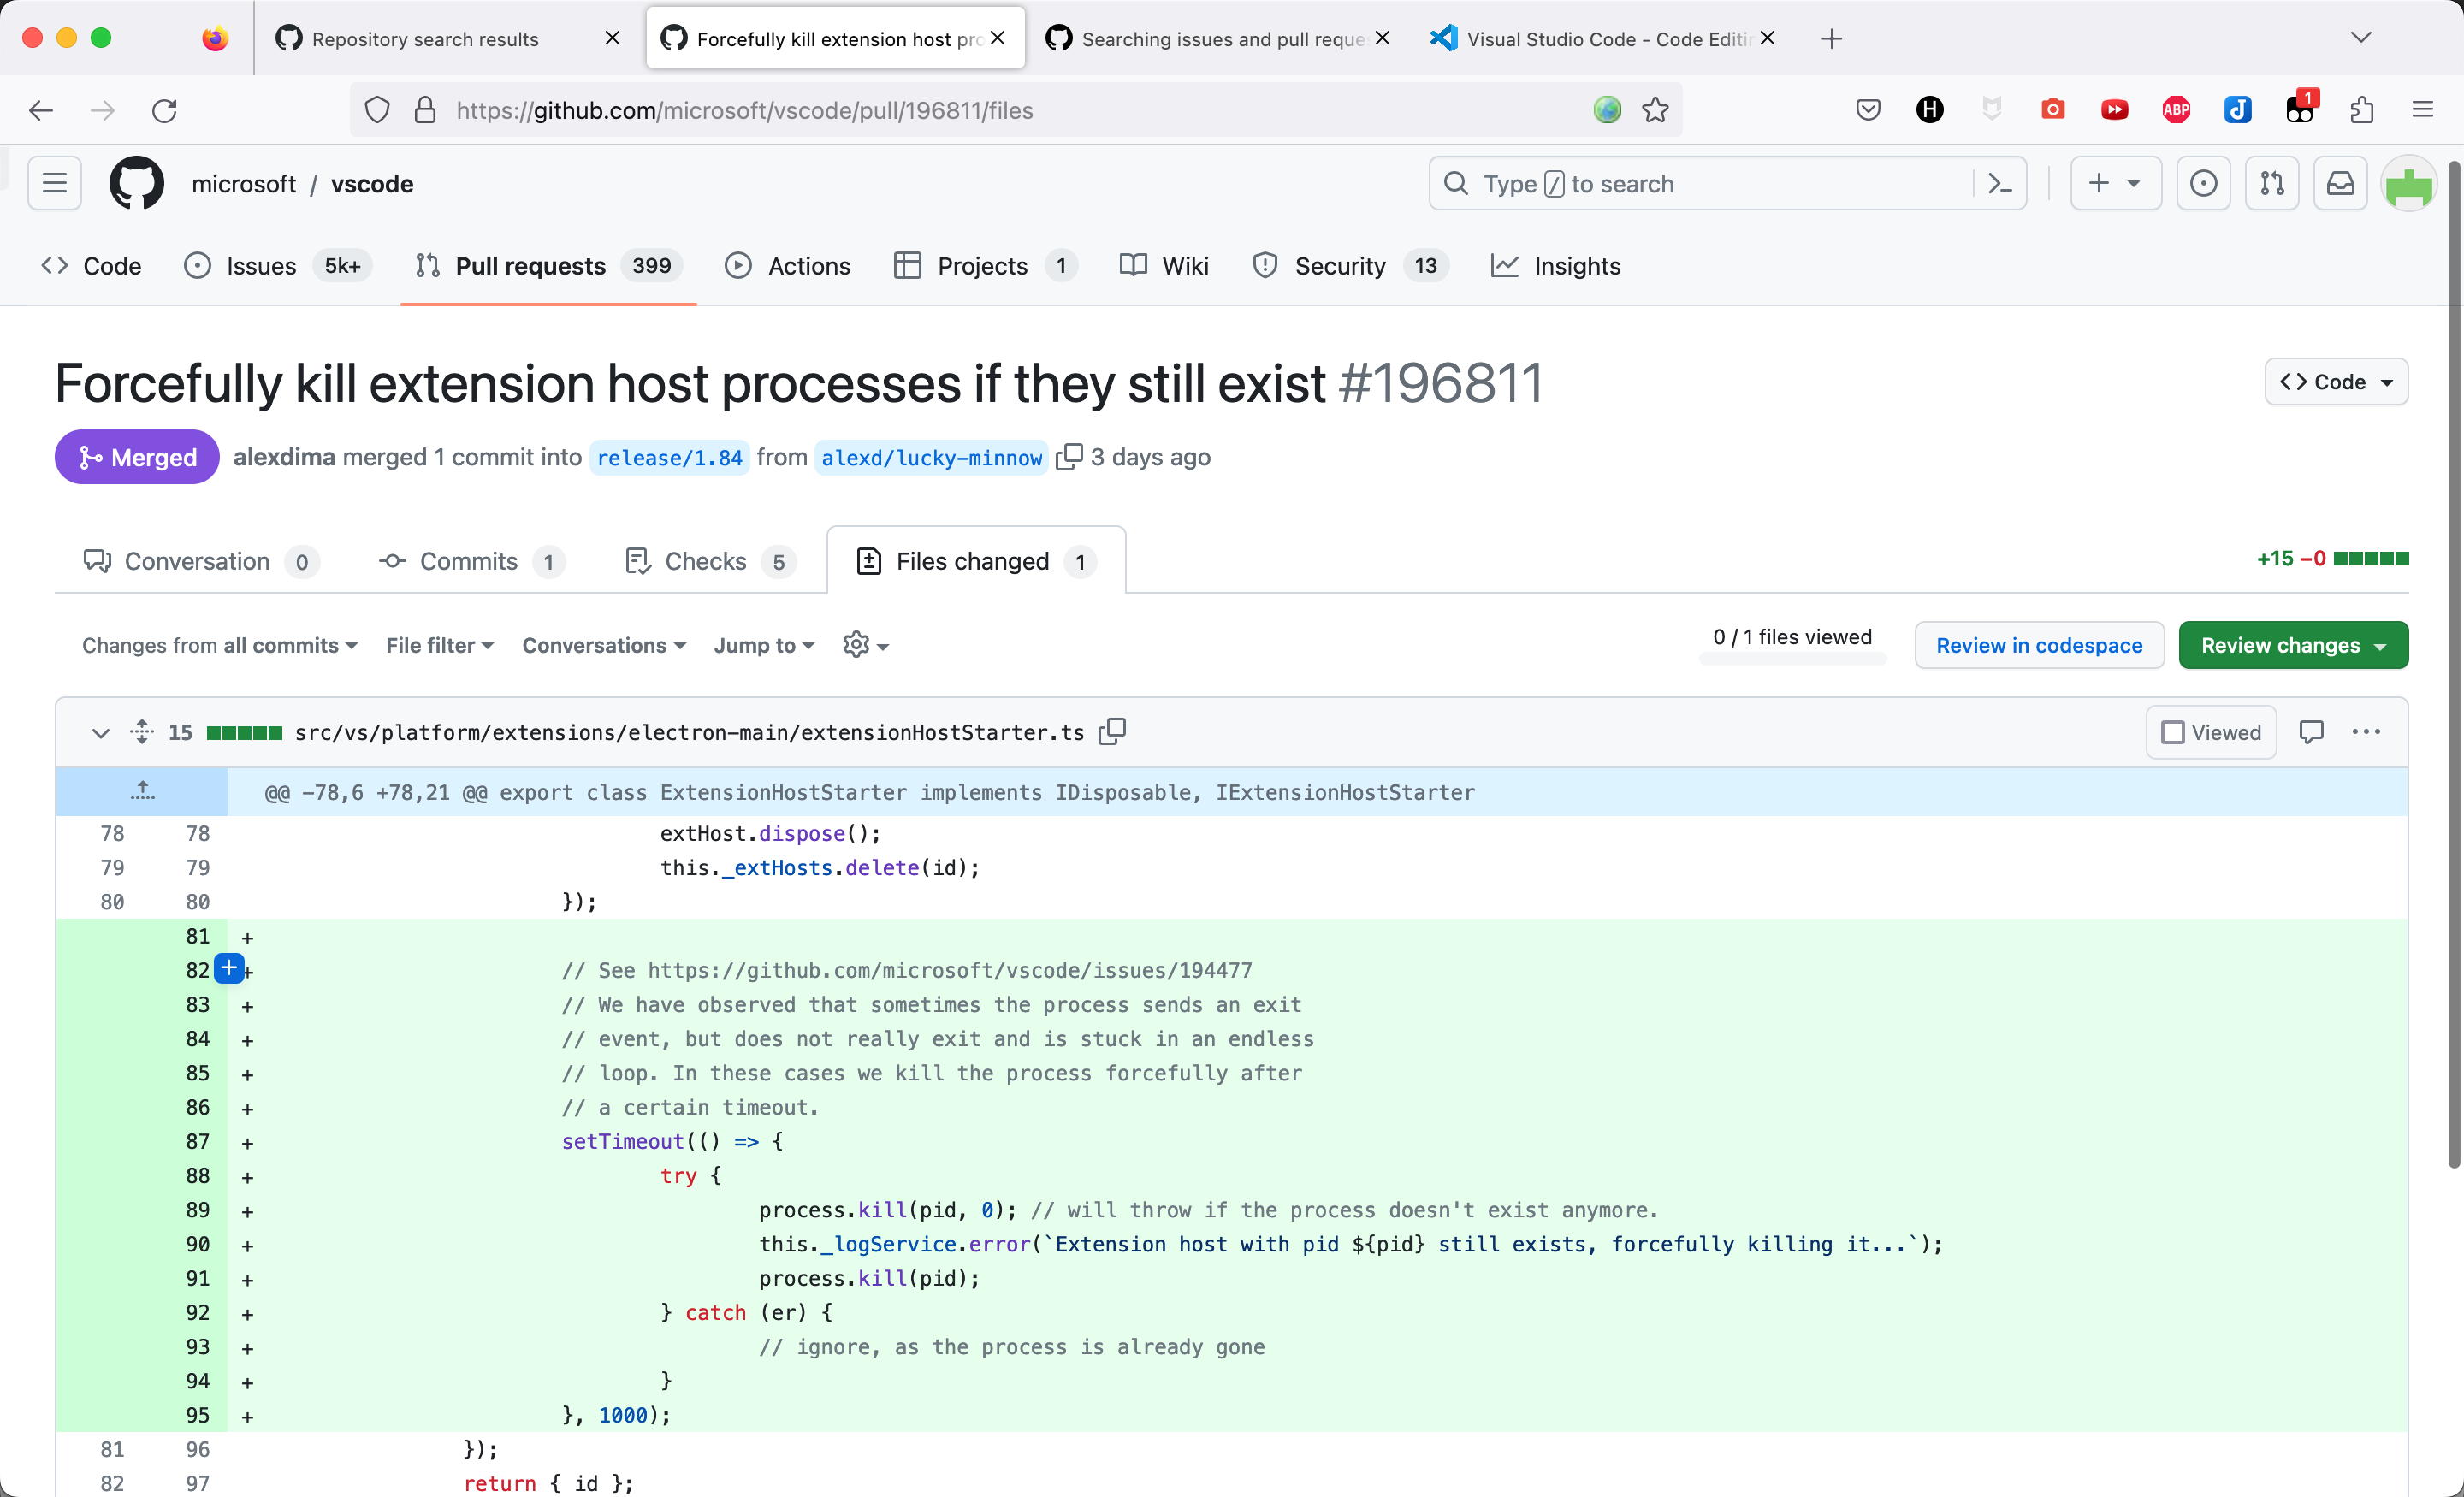 Repository search results
Forcefully kill extension host pro
Searching issues and pull reque
Visual Studio Code - Code Editi
https://github.com/microsoft/vscode/pull/196811/files
H
ABP
1
microsoft / vscode
Type / to search
Code
Issues 5k+
Pull requests 399
Actions
Projects 1
Wiki
Security 13
Insights
Forcefully kill extension host processes if they still exist #196811
<> Code
Merged
alexdima merged 1 commit into release/1.84 from alexd/lucky-minnow 3 days ago
Conversation 0
Commits 1
Checks 5
Files changed 1
+15 −0
Changes from all commits
File filter
Conversations
Jump to
0 / 1 files viewed
Review in codespace
Review changes
15 src/vs/platform/extensions/electron-main/extensionHostStarter.ts
Viewed
@@ -78,6 +78,21 @@ export class ExtensionHostStarter implements IDisposable, IExtensionHostStarter
78 78 extHost.dispose();
79 79 this._extHosts.delete(id);
80 80 });
81 +
82 + // See https://github.com/microsoft/vscode/issues/194477
83 + // We have observed that sometimes the process sends an exit
84 + // event, but does not really exit and is stuck in an endless
85 + // loop. In these cases we kill the process forcefully after
86 + // a certain timeout.
87 + setTimeout(() => {
88 + try {
89 + process.kill(pid, 0); // will throw if the process doesn't exist anymore.
90 + this._logService.error(`Extension host with pid ${pid} still exists, forcefully killing it...`);
91 + process.kill(pid);
92 + } catch (er) {
93 + // ignore, as the process is already gone
94 + }
95 + }, 1000);
81 96 });
82 97 return { id };